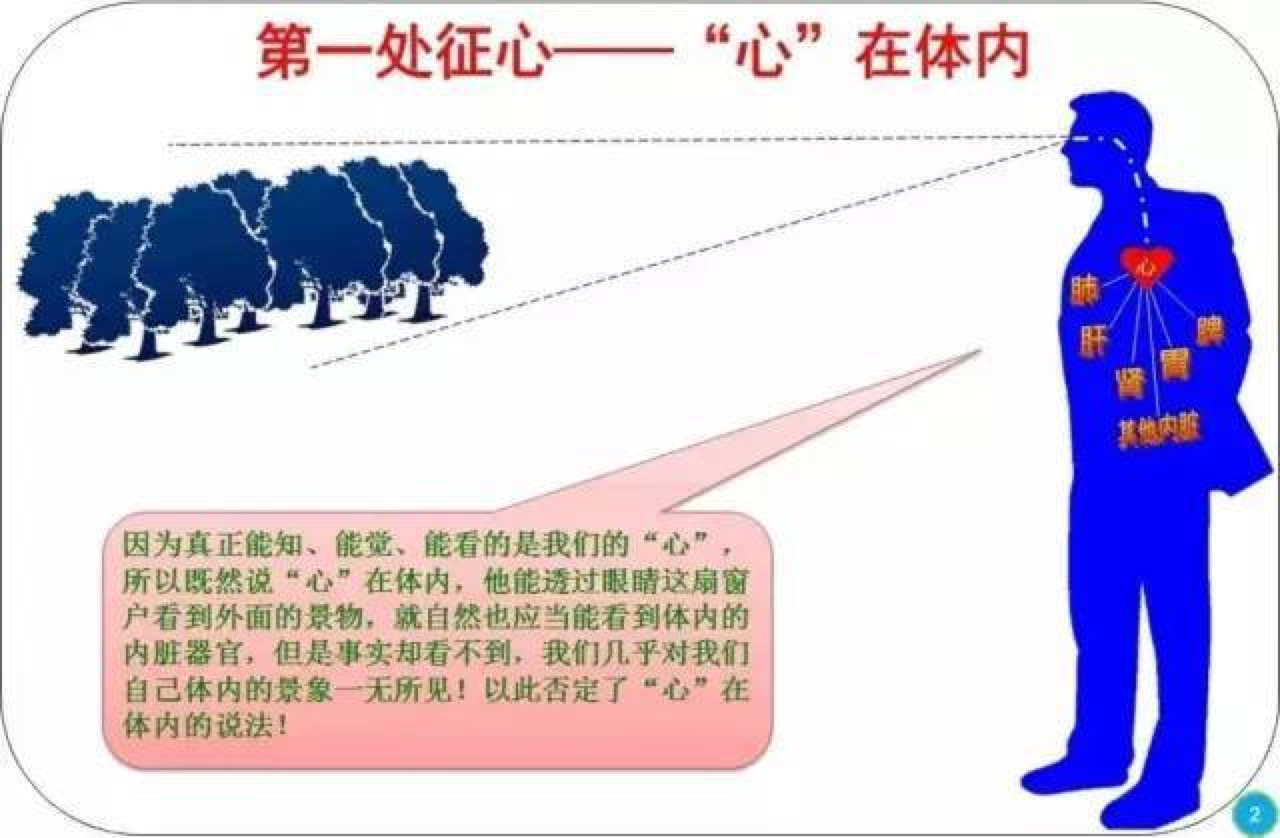 第一处征心——“心”在体内
心
肺
肝
肾
胃
脾
其他内脏
因为真正能知、能觉、能看的是我们的“心”，
所以既然说“心”在体内，他能透过眼睛这扇窗
户看到外面的景物，就自然也应当能看到体内的
内脏器官，但是事实却看不到，我们几乎对我们
自己体内的景象一无所见！以此否定了“心”在
体内的说法！
2